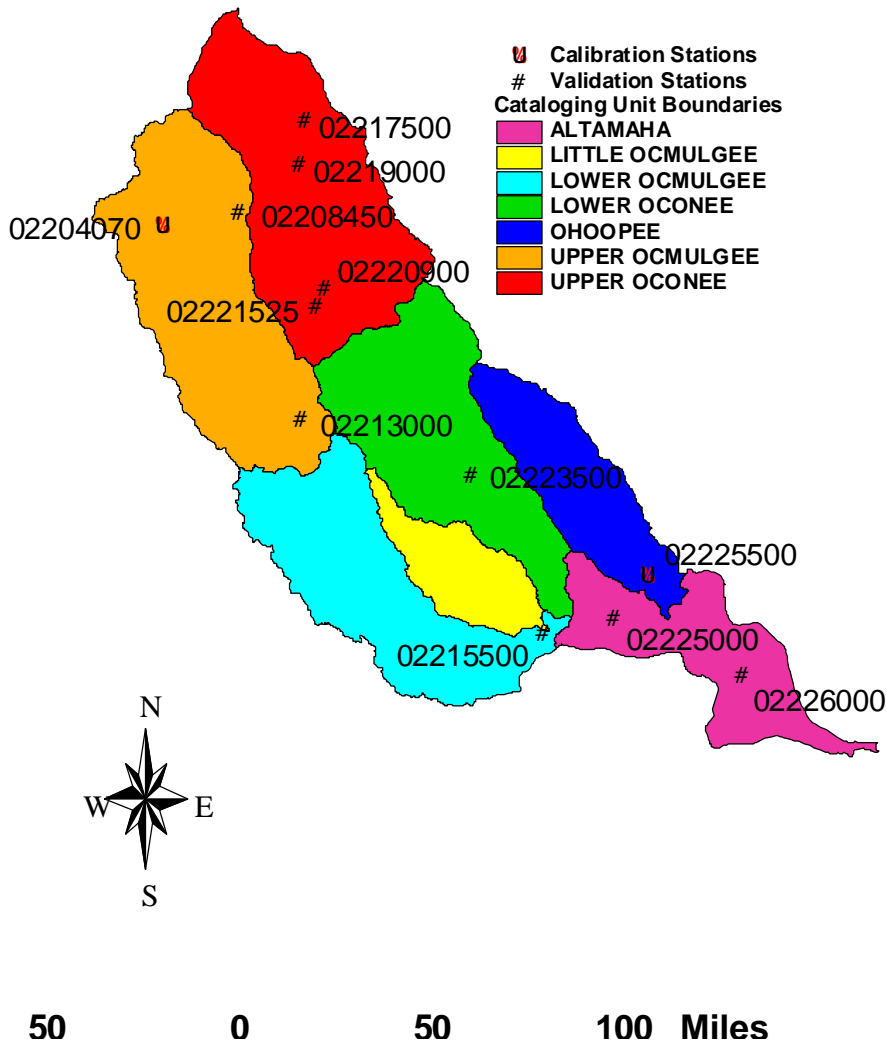 Calibration Stations
# Validation Stations
Cataloging Unit Boundaries
ALTAMAHA
LITTLE OCMULGEE
LOWER OCMULGEE
LOWER OCONEE
OHOOPEE
UPPER OCMULGEE
UPPER OCONEE
# 02217500
# 02219000
02204070
# 02208450
# 02220900
02221525 #
# 02213000
# 02223500
02225500
# 02225000
02215500 #
# 02226000
N
W E
S
50 0 50 100 Miles